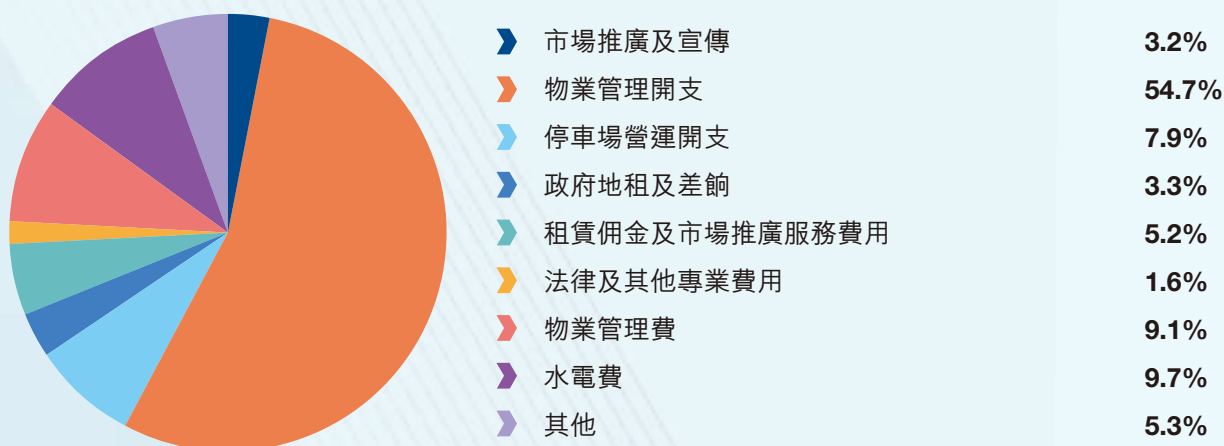 市場推廣及宣傳 3.2%
物業管理開支 54.7%
停車場營運開支 7.9%
政府地租及差餉 3.3%
租賃佣金及市場推廣服務費用 5.2%
法律及其他專業費用 1.6%
物業管理費 9.1%
水電費 9.7%
其他 5.3%